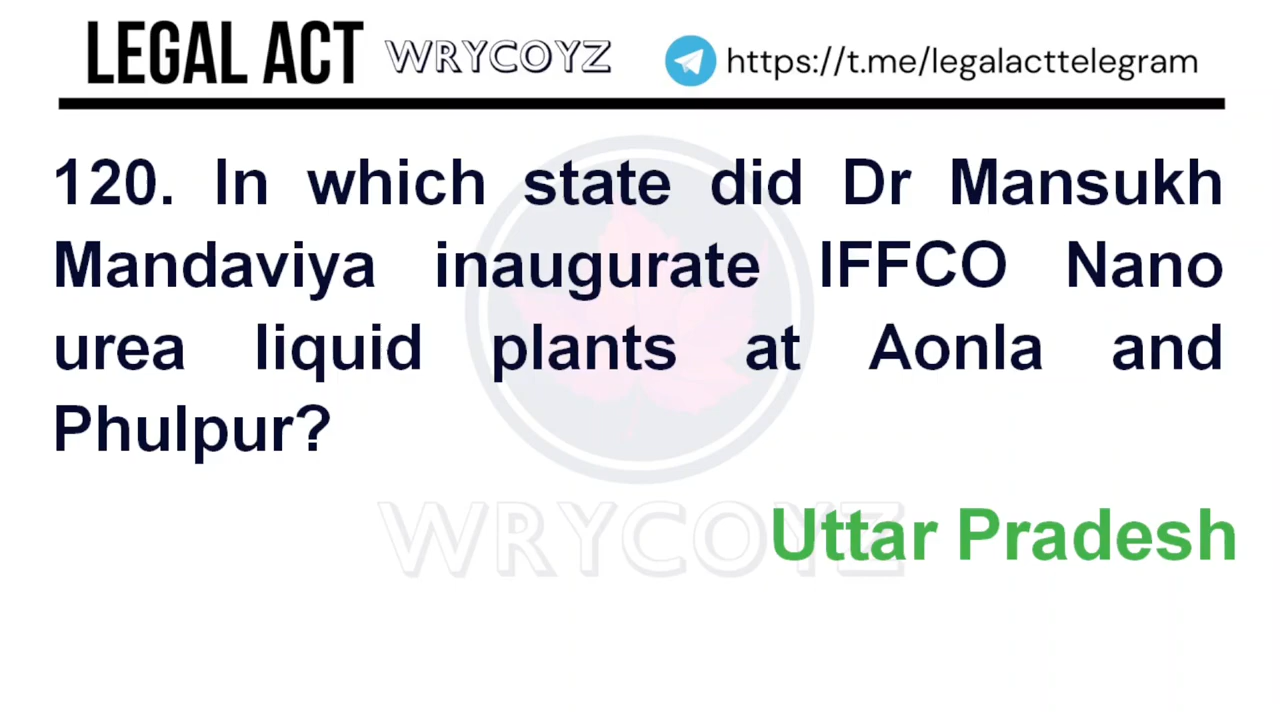 LEGAL ACT WRYCOYZ https://t.me/legalacttelegram
120. In which state did Dr Mansukh
Mandaviya inaugurate IFFCO Nano
urea liquid plants at Aonla and
Phulpur?
WRYCOYZ
Uttar Pradesh